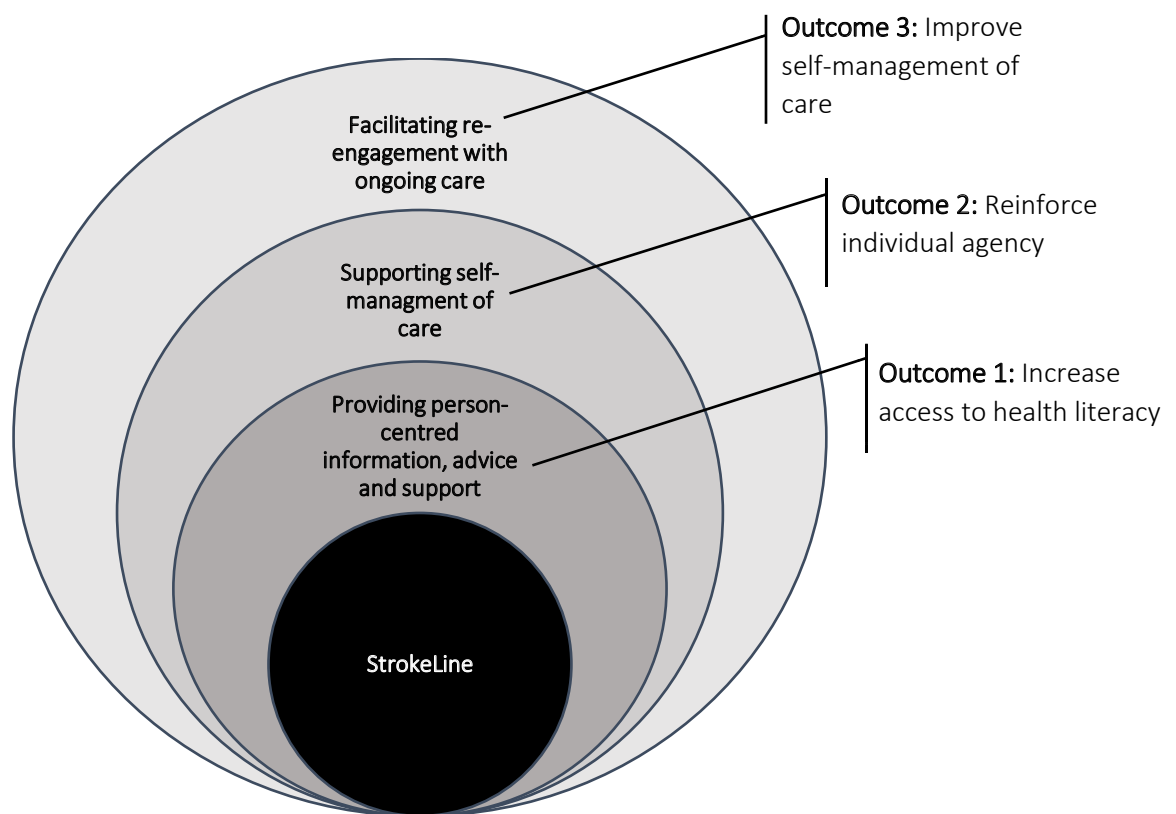 Outcome 3: Improve
self-management of
care
Facilitating re-
engagement with
ongoing care
Outcome 2: Reinforce
individual agency
Supporting self-
managment of
care
Outcome 1: Increase
access to health literacy
Providing person-
centred
information, advice
and support
StrokeLine